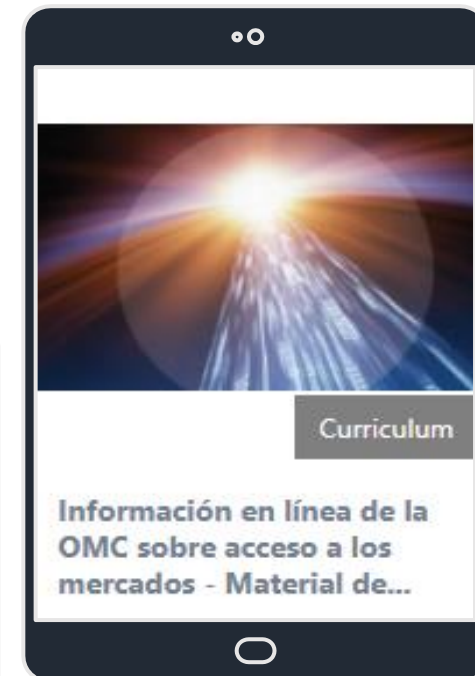 Curriculum
Información en línea de la
OMC sobre acceso a los
mercados - Material de...